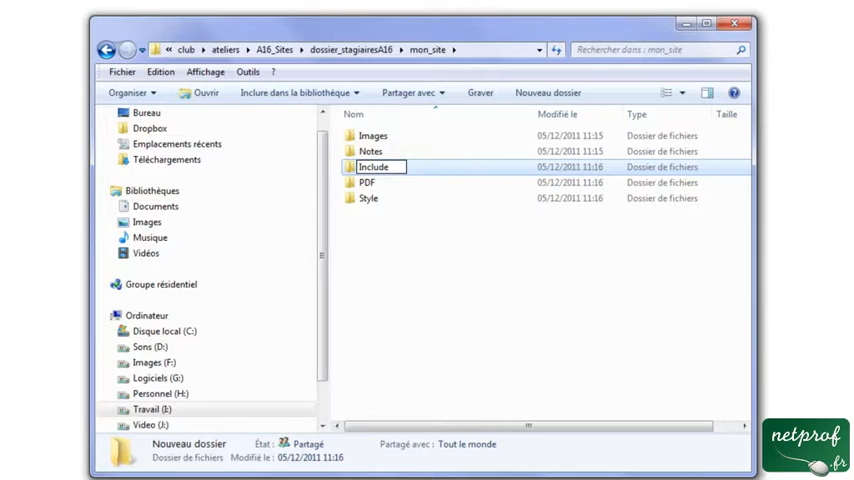 « club ▸ ateliers ▸ A16_Sites ▸ dossier_stagiairesA16 ▸ mon_site ▸
Rechercher dans : mon_site
Fichier Edition Affichage Outils ?
Organiser Ouvrir Inclure dans la bibliothèque Partager avec Graver Nouveau dossier
Nom Modifié le Type Taille
Bureau
Dropbox
Emplacements récents
Téléchargements
Bibliothèques
Documents
Images
Musique
Vidéos
Groupe résidentiel
Ordinateur
Disque local (C:)
Sons (D:)
Images (F:)
Logiciels (G:)
Personnel (H:)
Travail (I:)
Video (J:)
Images 05/12/2011 11:15 Dossier de fichiers
Notes 05/12/2011 11:15 Dossier de fichiers
Include 05/12/2011 11:16 Dossier de fichiers
PDF 05/12/2011 11:16 Dossier de fichiers
Style 05/12/2011 11:16 Dossier de fichiers
Nouveau dossier État : Partagé Partagé avec : Tout le monde
Dossier de fichiers Modifié le : 05/12/2011 11:16
netprof
.fr